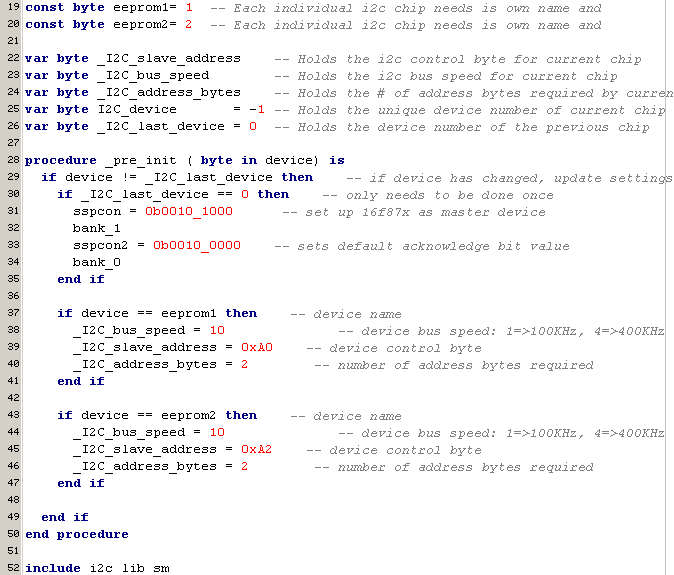 19 const byte eeprom1= 1  -- Each individual i2c chip needs is own name and
20 const byte eeprom2= 2  -- Each individual i2c chip needs is own name and
21
22 var byte _I2C_slave_address    -- Holds the i2c control byte for current chip
23 var byte _I2C_bus_speed        -- Holds the i2c bus speed for current chip
24 var byte _I2C_address_bytes    -- Holds the # of address bytes required by curren
25 var byte I2C_device       = -1 -- Holds the unique device number of current chip
26 var byte _I2C_last_device = 0  -- Holds the device number of the previous chip
27
28 procedure _pre_init ( byte in device) is
29   if device != _I2C_last_device then    -- if device has changed, update settings
30     if _I2C_last_device == 0 then    -- only needs to be done once
31       sspcon = 0b0010_1000      -- set up 16f87x as master device
32       bank_1
33       sspcon2 = 0b0010_0000    -- sets default acknowledge bit value
34       bank_0
35     end if
36
37     if device == eeprom1 then    -- device name
38       _I2C_bus_speed = 10              -- device bus speed: 1=>100KHz, 4=>400KHz
39       _I2C_slave_address = 0xA0    -- device control byte
40       _I2C_address_bytes = 2        -- number of address bytes required
41     end if
42
43     if device == eeprom2 then    -- device name
44       _I2C_bus_speed = 10              -- device bus speed: 1=>100KHz, 4=>400KHz
45       _I2C_slave_address = 0xA2    -- device control byte
46       _I2C_address_bytes = 2        -- number of address bytes required
47     end if
48
49   end if
50 end procedure
51
52 include i2c_lib_sm